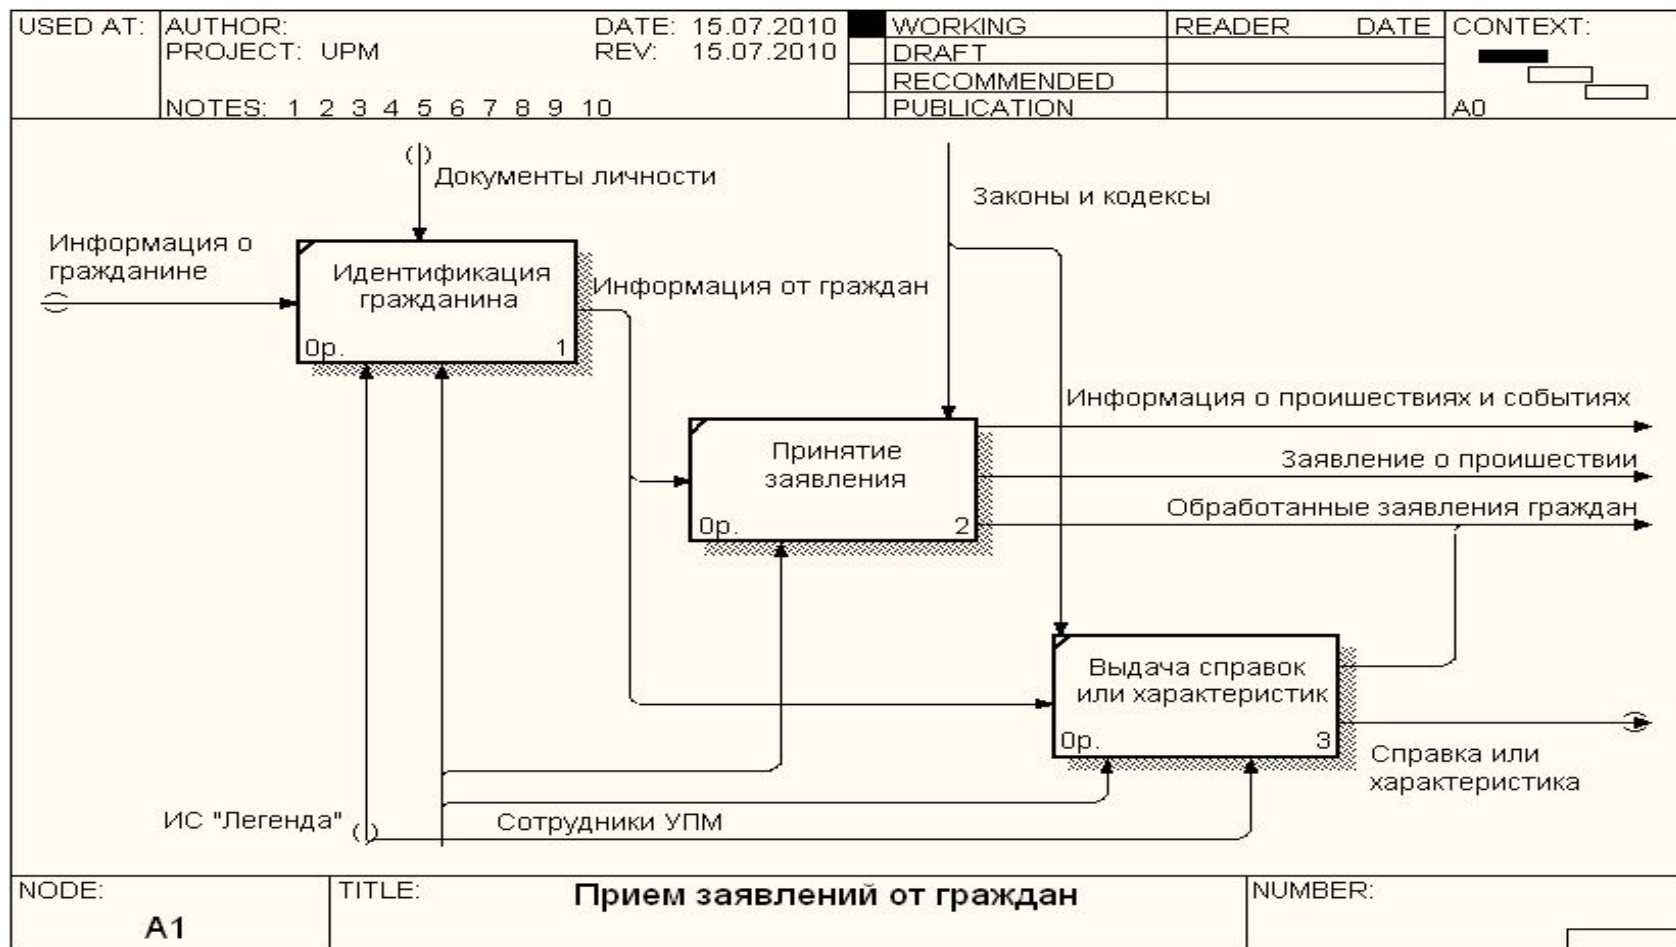 USED AT:
AUTHOR:
DATE: 15.07.2010
WORKING
READER
DATE
CONTEXT:
PROJECT: UPM
REV: 15.07.2010
DRAFT
RECOMMENDED
NOTES: 1 2 3 4 5 6 7 8 9 10
PUBLICATION
A0
Документы личности
Законы и кодексы
Информация о
гражданине
Идентификация
гражданина
0р.
1
Информация от граждан
Информация о проишествиях и событиях
Принятие
заявления
0р.
2
Заявление о проишествии
Обработанные заявления граждан
Выдача справок
или характеристик
0р.
3
Справка или
характеристика
ИС "Легенда"
Сотрудники УПМ
NODE:
A1
TITLE:
Прием заявлений от граждан
NUMBER: